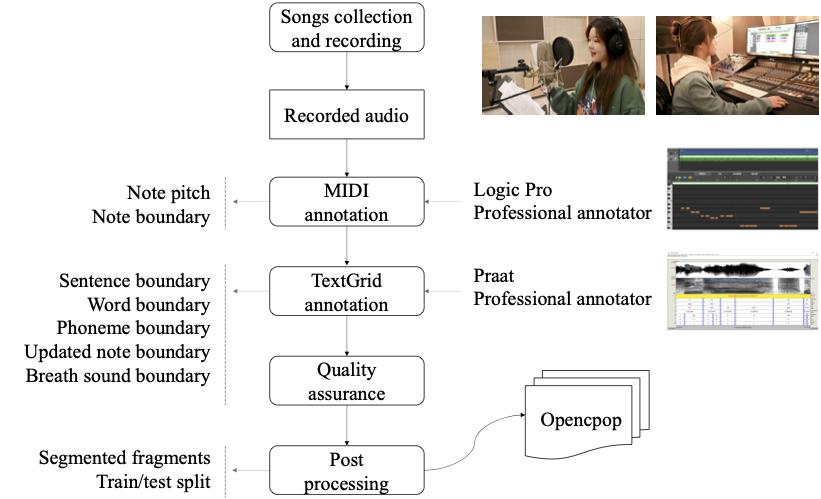 Songs collection
and recording
Recorded audio
Note pitch
Note boundary
MIDI
annotation
Logic Pro
Professional annotator
Sentence boundary
Word boundary
Phoneme boundary
Updated note boundary
Breath sound boundary
TextGrid
annotation
Praat
Professional annotator
Quality
assurance
Opencpop
Segmented fragments
Train/test split
Post
processing